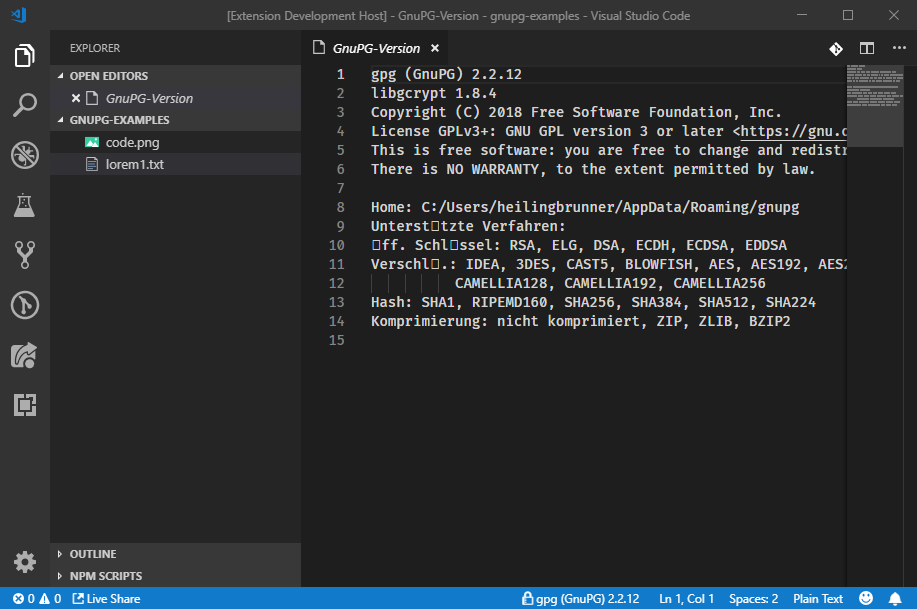 [Extension Development Host] - GnuPG-Version - gnupg-examples - Visual Studio Code
EXPLORER
OPEN EDITORS
GnuPG-Version
GNUPG-EXAMPLES
code.png
lorem1.txt
OUTLINE
NPM SCRIPTS
GnuPG-Version
1 gpg (GnuPG) 2.2.12
2 libgcrypt 1.8.4
3 Copyright (C) 2018 Free Software Foundation, Inc.
4 License GPLv3+: GNU GPL version 3 or later <https://gnu.o
5 This is free software: you are free to change and redistr
6 There is NO WARRANTY, to the extent permitted by law.
7
8 Home: C:/Users/heilingbrunner/AppData/Roaming/gnupg
9 Unterst□tzte Verfahren:
10 □ff. Schl□ssel: RSA, ELG, DSA, ECDH, ECDSA, EDDSA
11 Verschl□.: IDEA, 3DES, CAST5, BLOWFISH, AES, AES192, AES2
12 CAMELLIA128, CAMELLIA192, CAMELLIA256
13 Hash: SHA1, RIPEMD160, SHA256, SHA384, SHA512, SHA224
14 Komprimierung: nicht komprimiert, ZIP, ZLIB, BZIP2
15
0 0 Live Share gpg (GnuPG) 2.2.12 Ln 1, Col 1 Spaces: 2 Plain Text